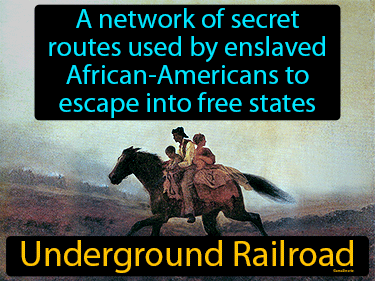 A network of secret
routes used by enslaved
African-Americans to
escape into free states
Underground Railroad